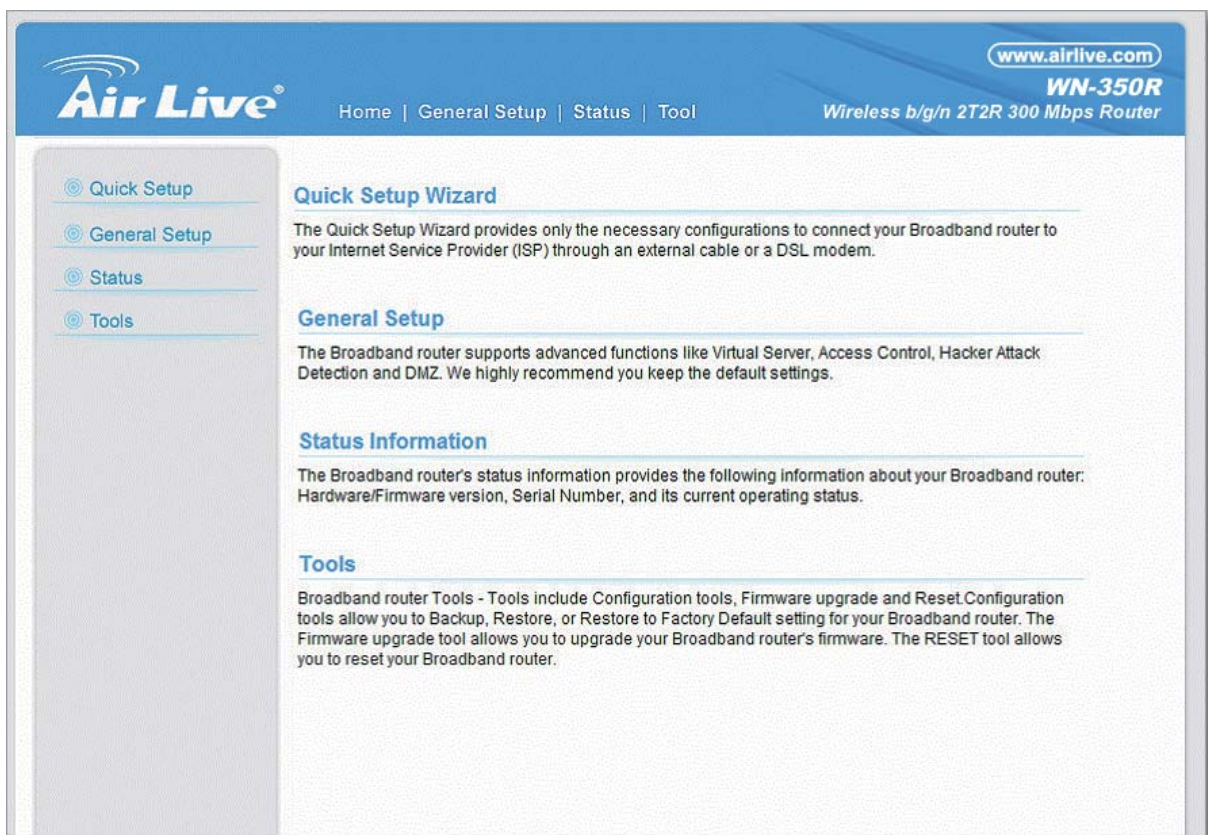 www.airlive.com
Air Live®
WN-350R
Home | General Setup | Status | Tool
Wireless b/g/n 2T2R 300 Mbps Router
Quick Setup
General Setup
Status
Tools
Quick Setup Wizard
The Quick Setup Wizard provides only the necessary configurations to connect your Broadband router to
your Internet Service Provider (ISP) through an external cable or a DSL modem.
General Setup
The Broadband router supports advanced functions like Virtual Server, Access Control, Hacker Attack
Detection and DMZ. We highly recommend you keep the default settings.
Status Information
The Broadband router's status information provides the following information about your Broadband router:
Hardware/Firmware version, Serial Number, and its current operating status.
Tools
Broadband router Tools - Tools include Configuration tools, Firmware upgrade and Reset.Configuration
tools allow you to Backup, Restore, or Restore to Factory Default setting for your Broadband router. The
Firmware upgrade tool allows you to upgrade your Broadband router's firmware. The RESET tool allows
you to reset your Broadband router.